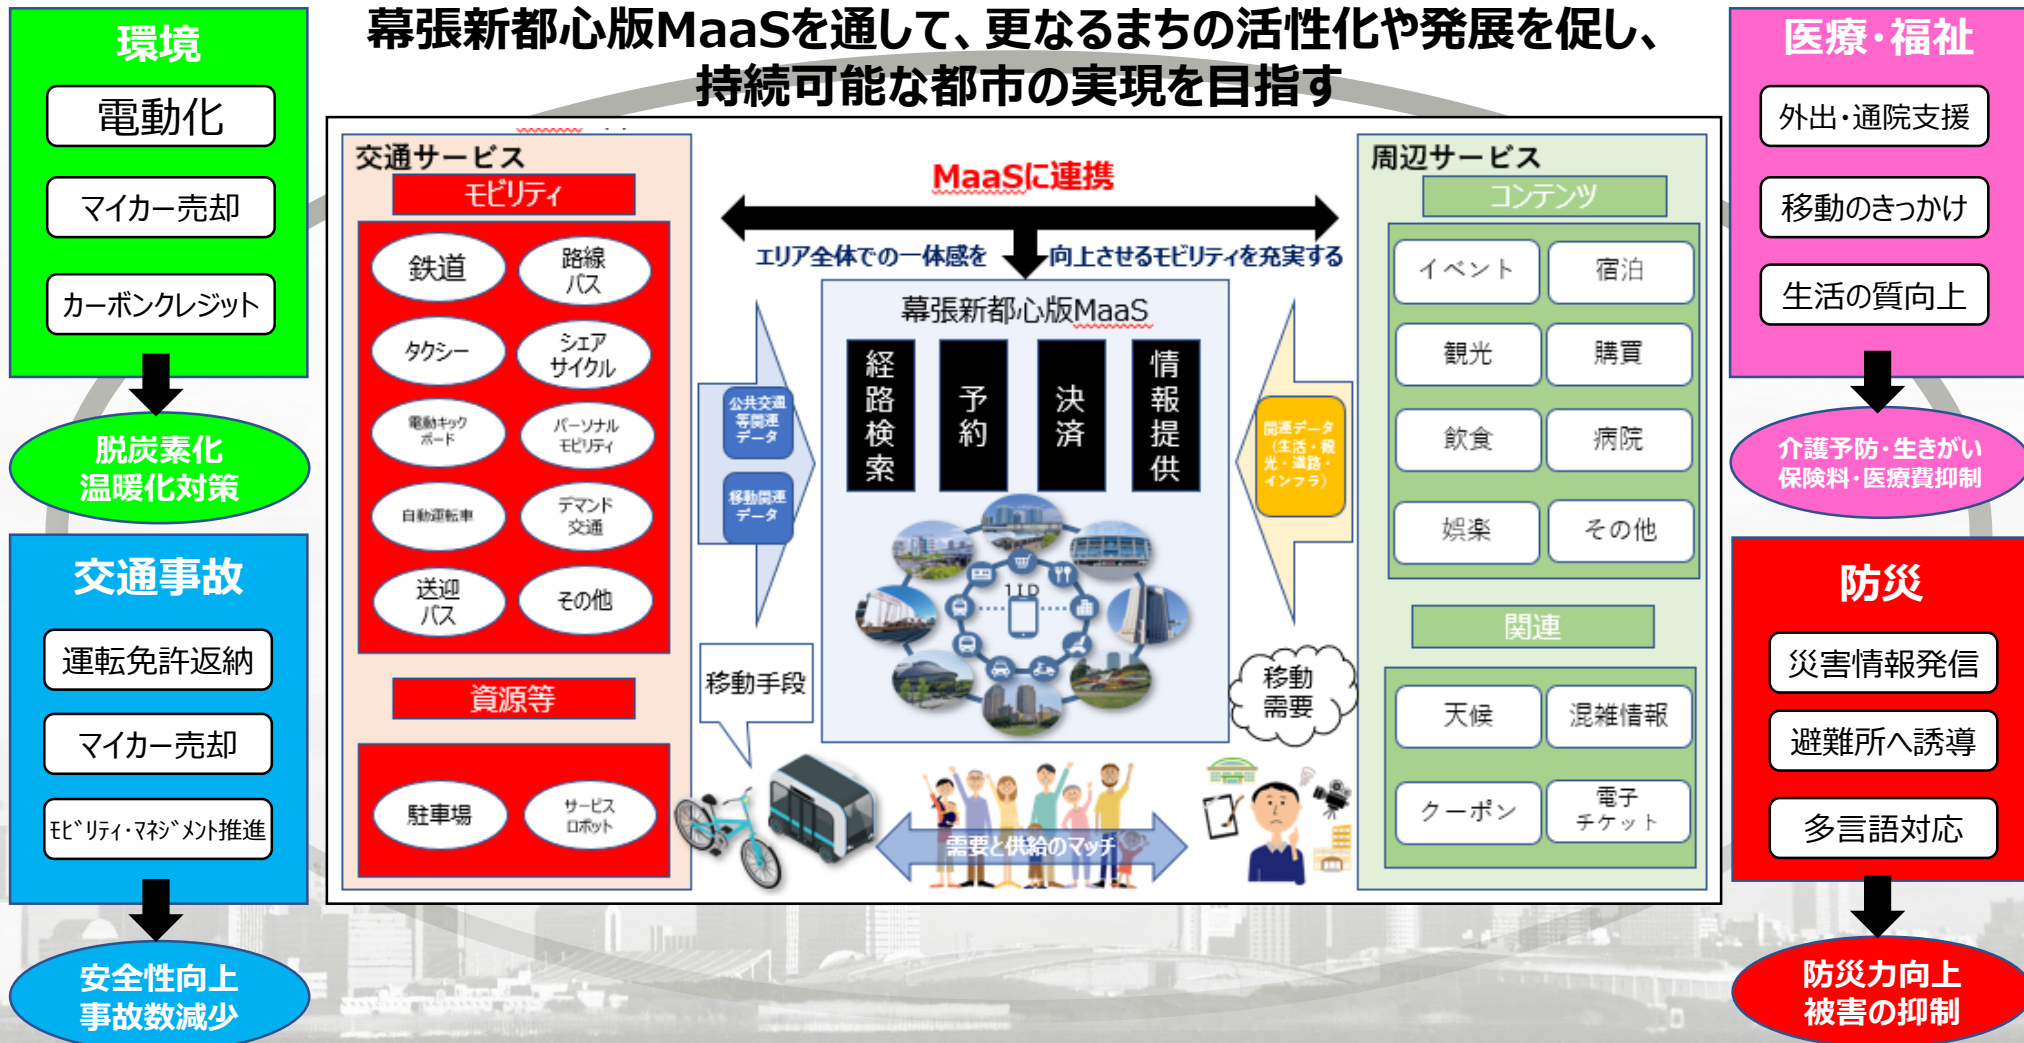 幕張新都心版MaaSを通して、更なるまちの活性化や発展を促し、
持続可能な都市の実現を目指す
環境
電動化
マイカー売却
カーボンクレジット
脱炭素化
温暖化対策
交通事故
運転免許返納
マイカー売却
ﾓﾋﾞﾘﾃｨ･ﾏﾈｼﾞﾒﾝﾄ推進
安全性向上
事故数減少
交通サービス
モビリティ
鉄道
路線
バス
タクシー
シェア
サイクル
電動キック
ボード
パーソナル
モビリティ
自動運転車
デマンド
交通
送迎
バス
その他
資源等
駐車場
サービス
ロボット
MaaSに連携
エリア全体での一体感を
向上させるモビリティを充実する
公共交通
等関連
データ
移動関連
データ
幕張新都心版MaaS
経路検索
予約
決済
情報提供
1ID
関連データ
（生活・観
光・道路・
インフラ）
移動手段
移動
需要
需要と供給のマッチ
周辺サービス
コンテンツ
イベント
宿泊
観光
購買
飲食
病院
娯楽
その他
関連
天候
混雑情報
クーポン
電子
チケット
医療・福祉
外出・通院支援
移動のきっかけ
生活の質向上
介護予防・生きがい
保険料・医療費抑制
防災
災害情報発信
避難所へ誘導
多言語対応
防災力向上
被害の抑制